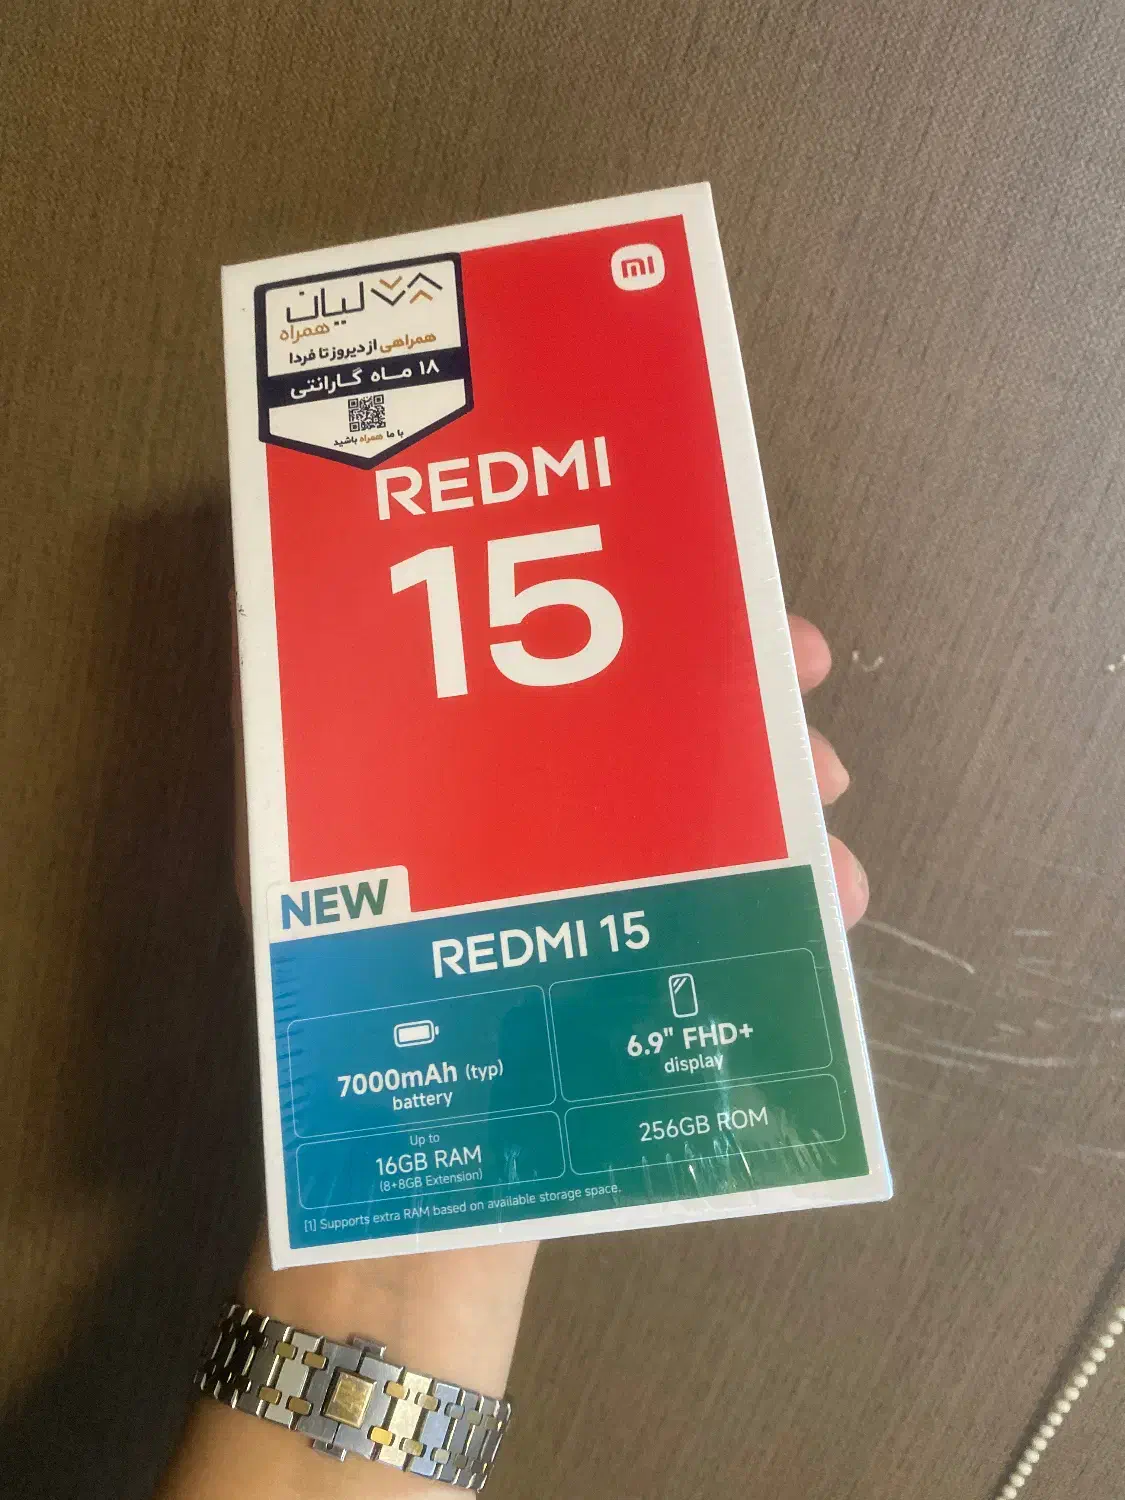 لیان
همراه
همراهی از دیروز تا فردا
۱۸ مـاه گـارانتی
با ما همراه باشید
mi
REDMI
15
NEW
REDMI 15
7000mAh (typ)
battery
6.9" FHD+
display
Up to
16GB RAM
(8+8GB Extension)
256GB ROM
[1] Supports extra RAM based on available storage space.